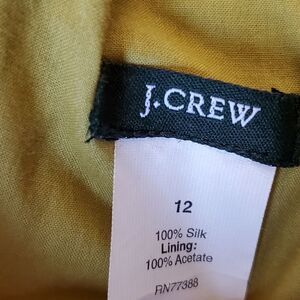 J.CREW
12
100% Silk
Lining:
100% Acetate
RN77388